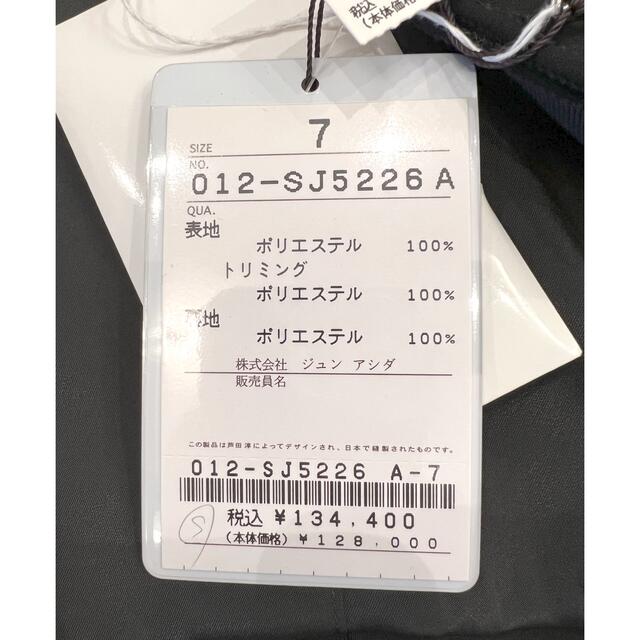 税込
(本体価格)
SIZE 7
NO.
012-SJ5226 A
QUA.
表地
ポリエステル 100%
トリミング
ポリエステル 100%
地
ポリエステル 100%
株式会社 ジュン アシダ
販売員名
この製品は芦田淳によってデザインされ、日本で縫製されたものです。
012-SJ5226 A-7
税込 ¥134,400
(本体価格) ¥128,000
S